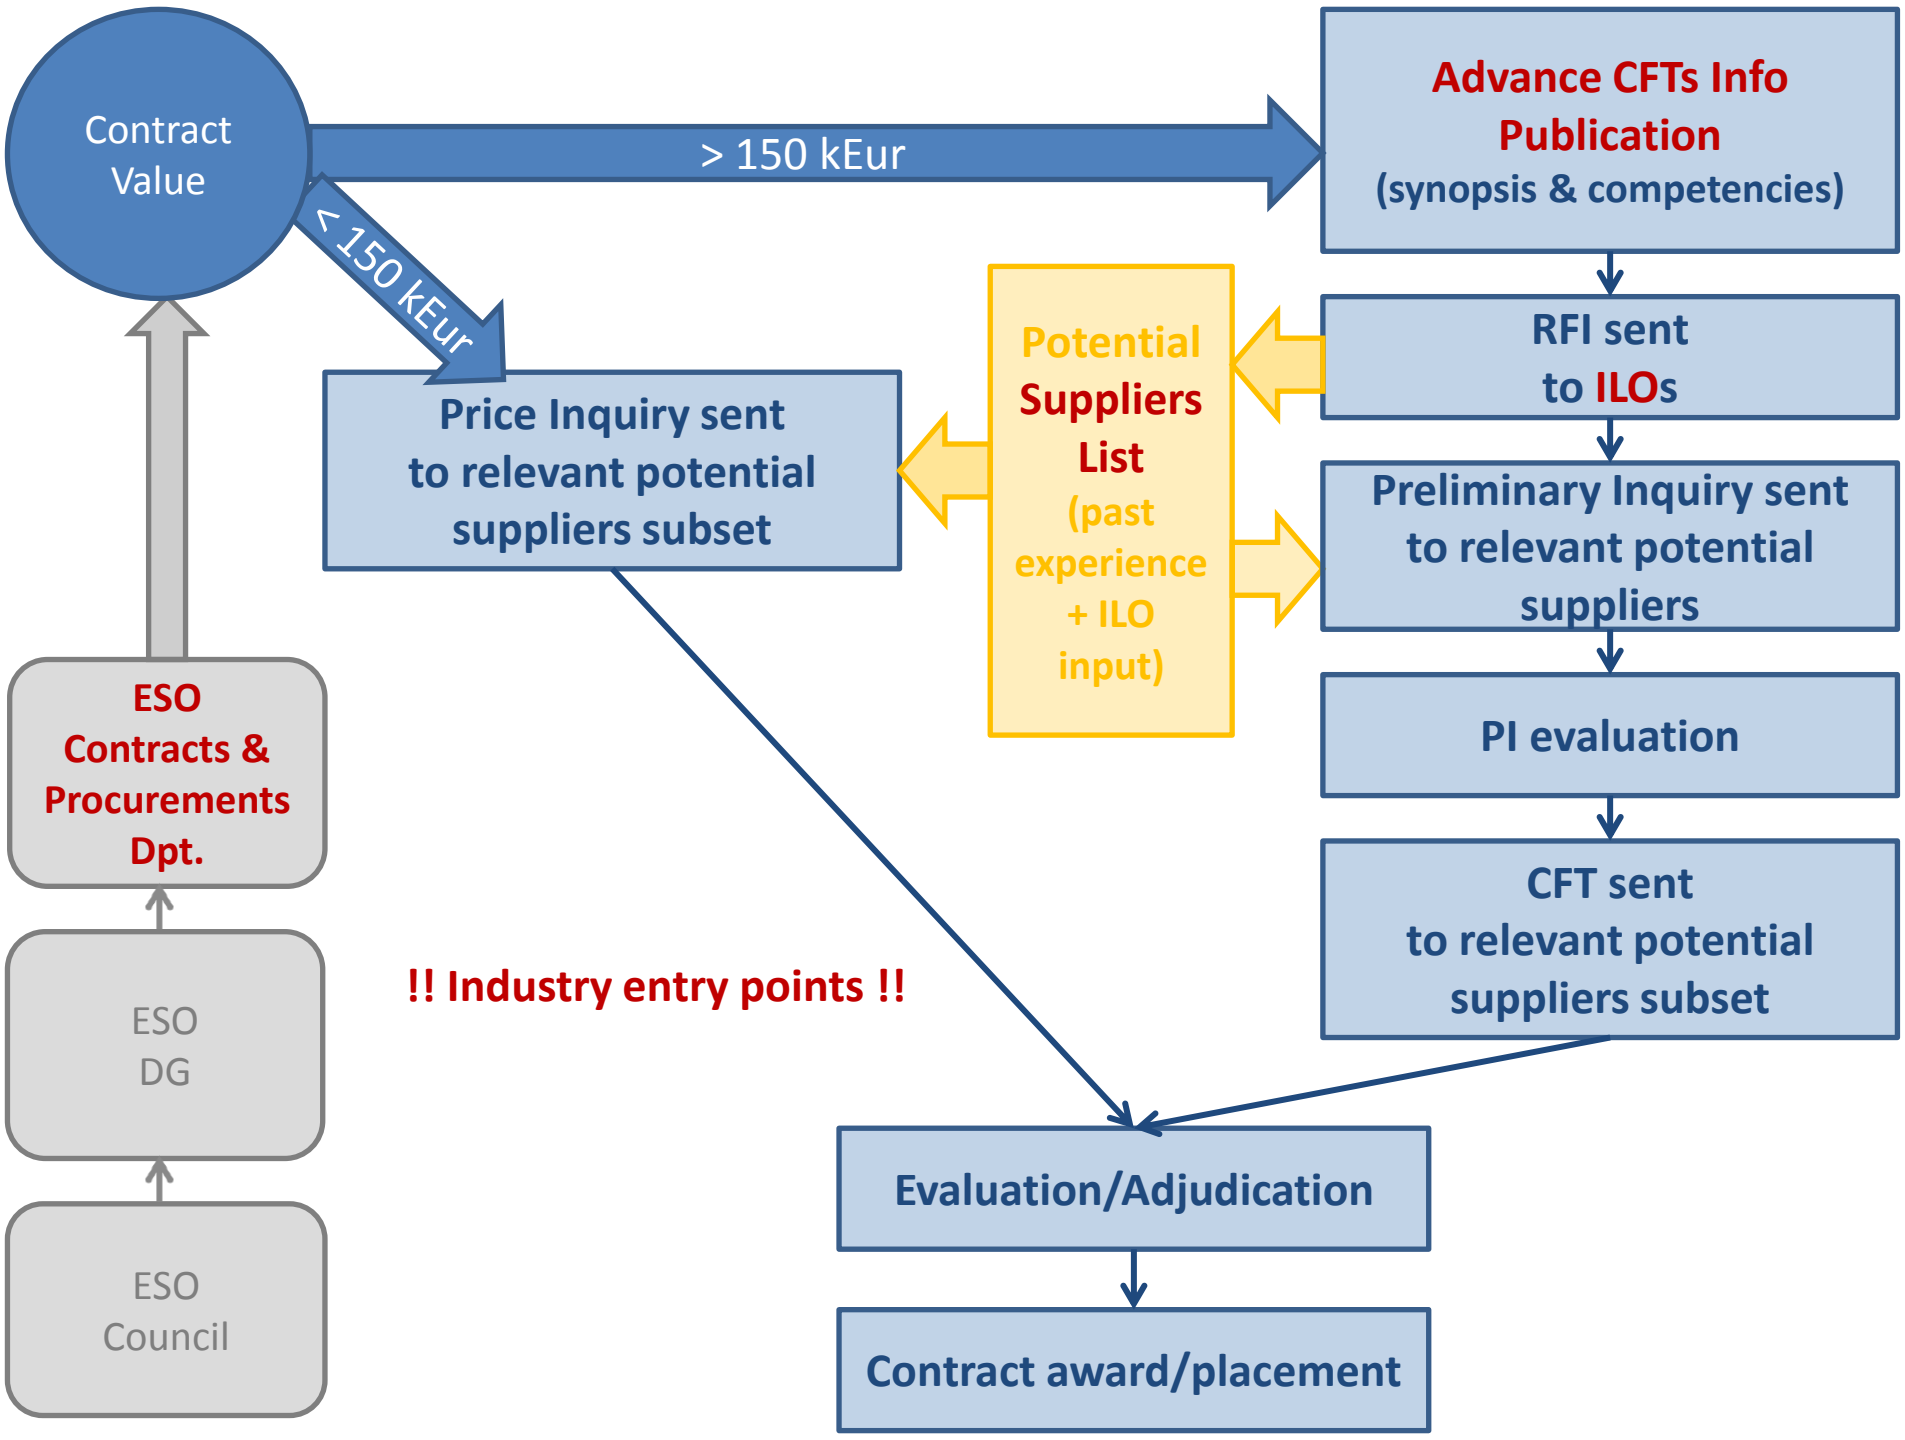 Contract
Value
> 150 kEur
< 150 kEur
Advance CFTs Info
Publication
(synopsis & competencies)
RFI sent
to ILOs
Potential
Suppliers
List
(past
experience
+ ILO
input)
Price Inquiry sent
to relevant potential
suppliers subset
Preliminary Inquiry sent
to relevant potential
suppliers
PI evaluation
CFT sent
to relevant potential
suppliers subset
ESO
Contracts &
Procurements
Dpt.
ESO
DG
ESO
Council
!! Industry entry points !!
Evaluation/Adjudication
Contract award/placement